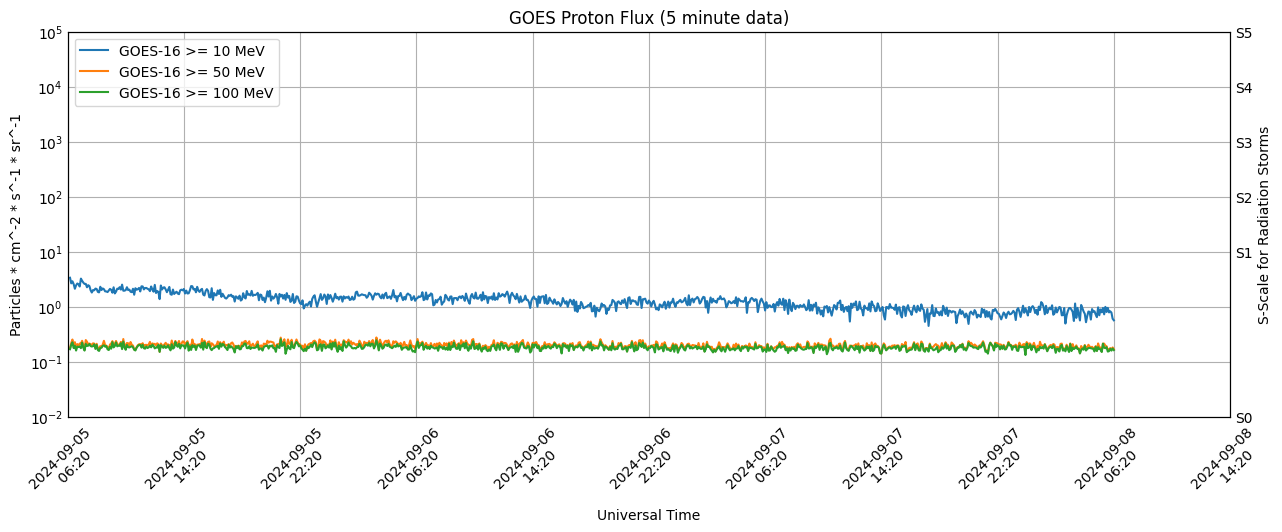 GOES Proton Flux (5 minute data)
GOES-16 >= 10 MeV
GOES-16 >= 50 MeV
GOES-16 >= 100 MeV
Particles * cm^-2 * s^-1 * sr^-1
10^5
10^4
10^3
10^2
10^1
10^0
10^-1
10^-2
S5
S4
S3
S2
S1
S0
S-Scale for Radiation Storms
2024-09-05
06:20
2024-09-05
14:20
2024-09-05
22:20
2024-09-06
06:20
2024-09-06
14:20
2024-09-06
22:20
2024-09-07
06:20
2024-09-07
14:20
2024-09-07
22:20
2024-09-08
06:20
2024-09-08
14:20
Universal Time